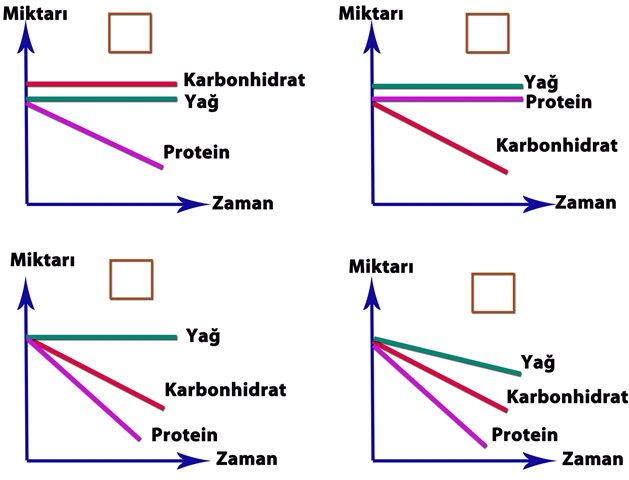 Miktarı
Karbonhidrat
Yağ
Protein
Zaman
Miktarı
Yağ
Protein
Karbonhidrat
Zaman
Miktarı
Yağ
Karbonhidrat
Protein
Zaman
Miktarı
Yağ
Karbonhidrat
Protein
Zaman